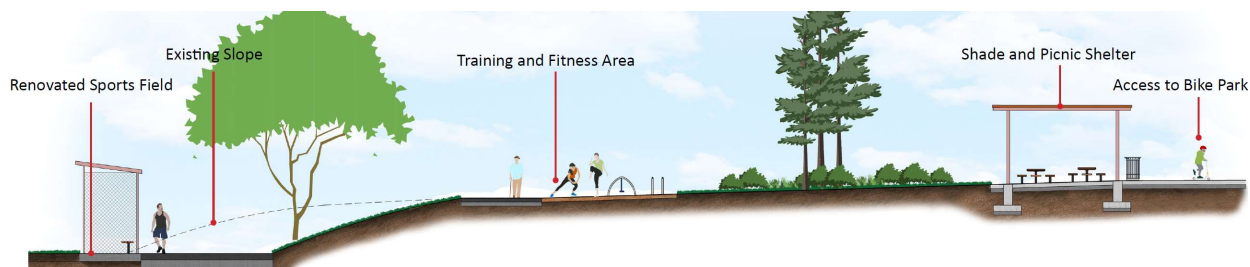 Existing Slope
Renovated Sports Field
Training and Fitness Area
Shade and Picnic Shelter
Access to Bike Park